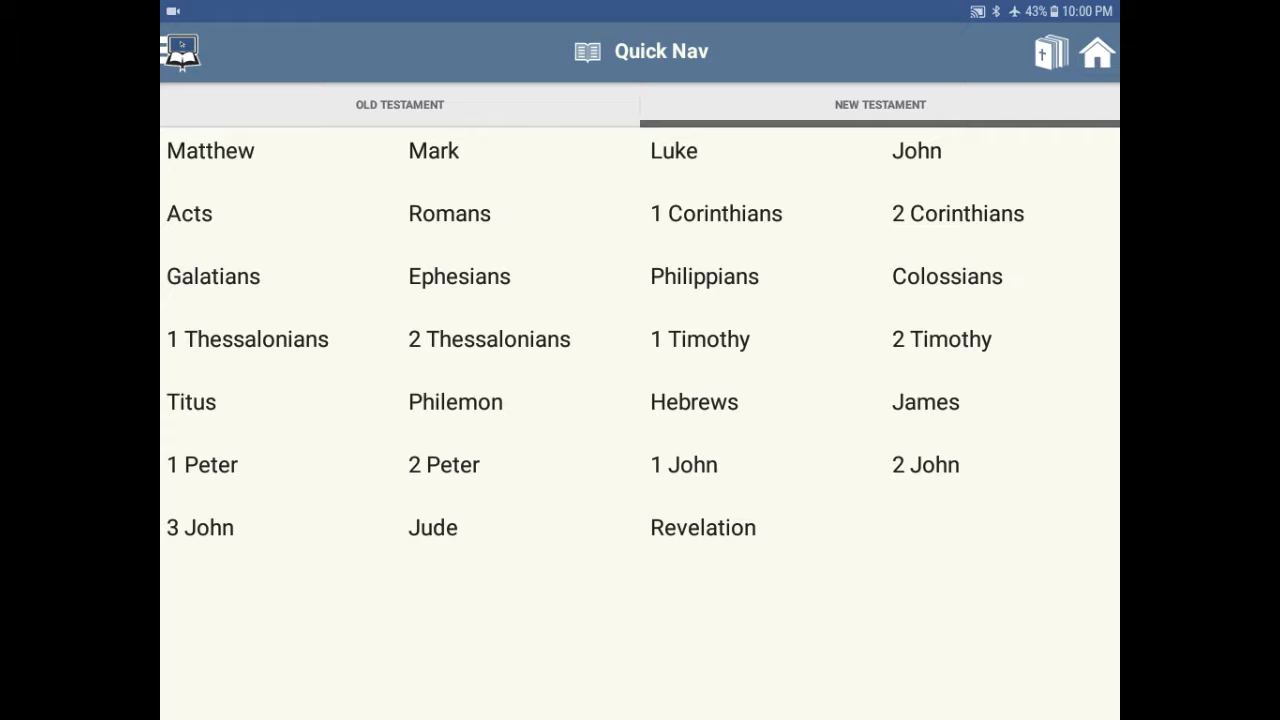 43% 10:00 PM
Quick Nav
OLD TESTAMENT NEW TESTAMENT
Matthew Mark Luke John
Acts Romans 1 Corinthians 2 Corinthians
Galatians Ephesians Philippians Colossians
1 Thessalonians 2 Thessalonians 1 Timothy 2 Timothy
Titus Philemon Hebrews James
1 Peter 2 Peter 1 John 2 John
3 John Jude Revelation